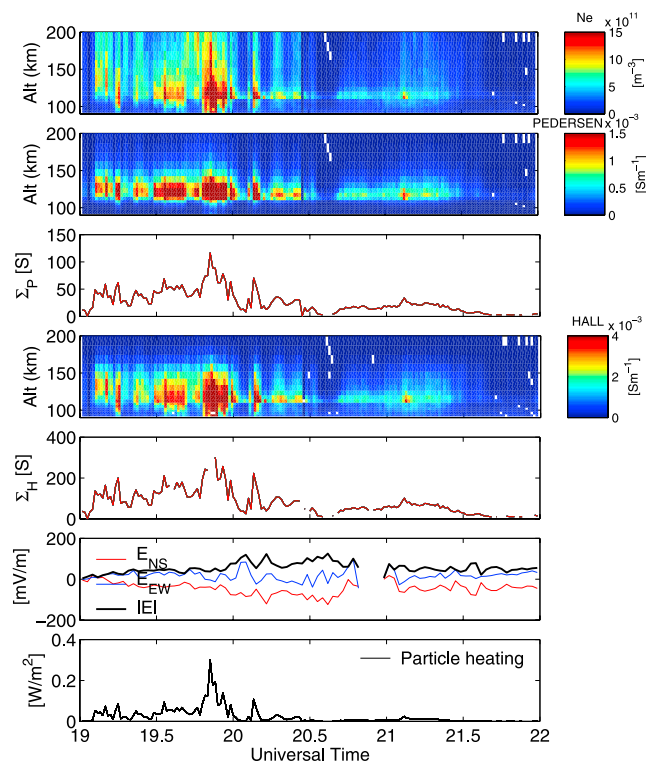 Ne
x 10^11
200
150
100
Alt (km)
15
10
5
0
[m^-3]
PEDERSEN x 10^-3
200
150
100
Alt (km)
1.5
1
0.5
0
[Sm^-1]
150
100
50
0
Σ_P [S]
HALL
x 10^-3
200
150
100
Alt (km)
4
2
0
[Sm^-1]
400
200
0
Σ_H [S]
200
0
−200
[mV/m]
E_NS
E_EW
|E|
0.4
0.2
0
[W/m^2]
Particle heating
19 19.5 20 20.5 21 21.5 22
Universal Time